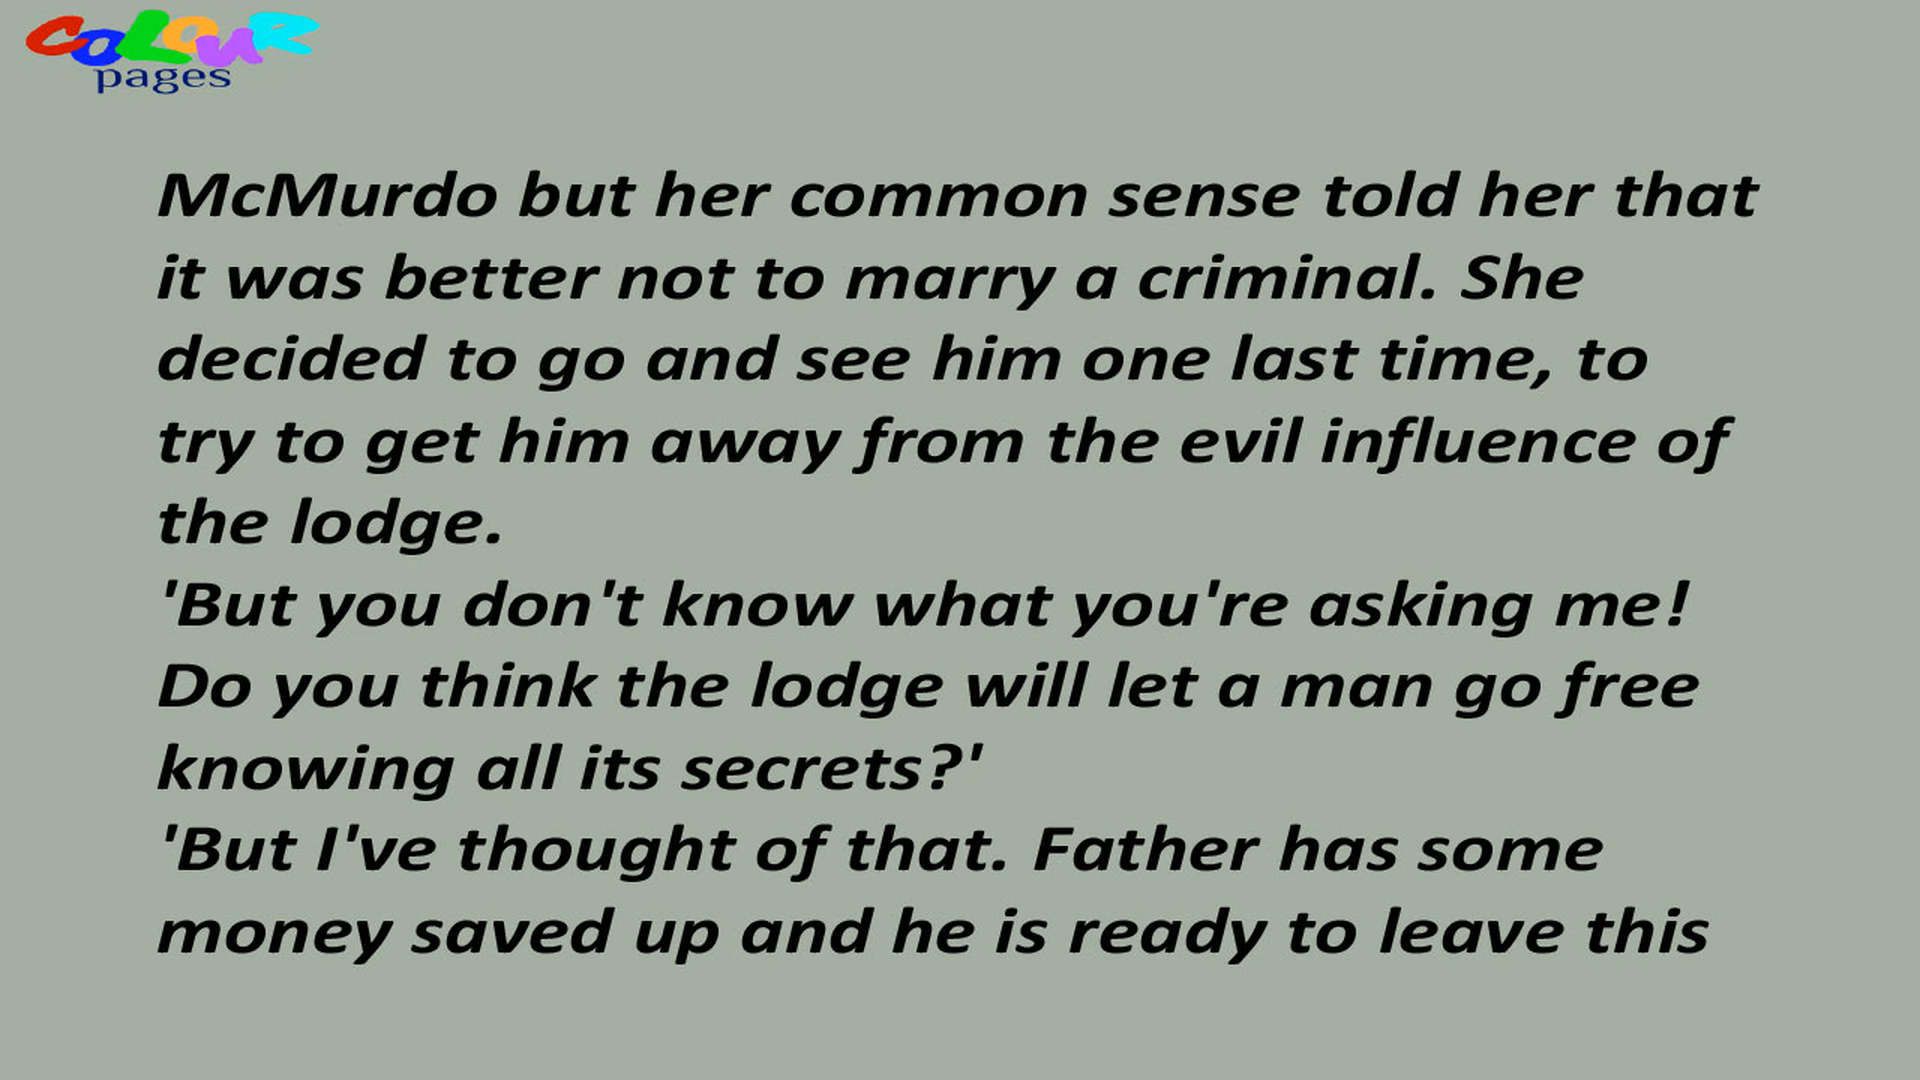 COLOUR
pages
McMurdo but her common sense told her that
it was better not to marry a criminal. She
decided to go and see him one last time, to
try to get him away from the evil influence of
the lodge.
'But you don't know what you're asking me!
Do you think the lodge will let a man go free
knowing all its secrets?'
'But I've thought of that. Father has some
money saved up and he is ready to leave this